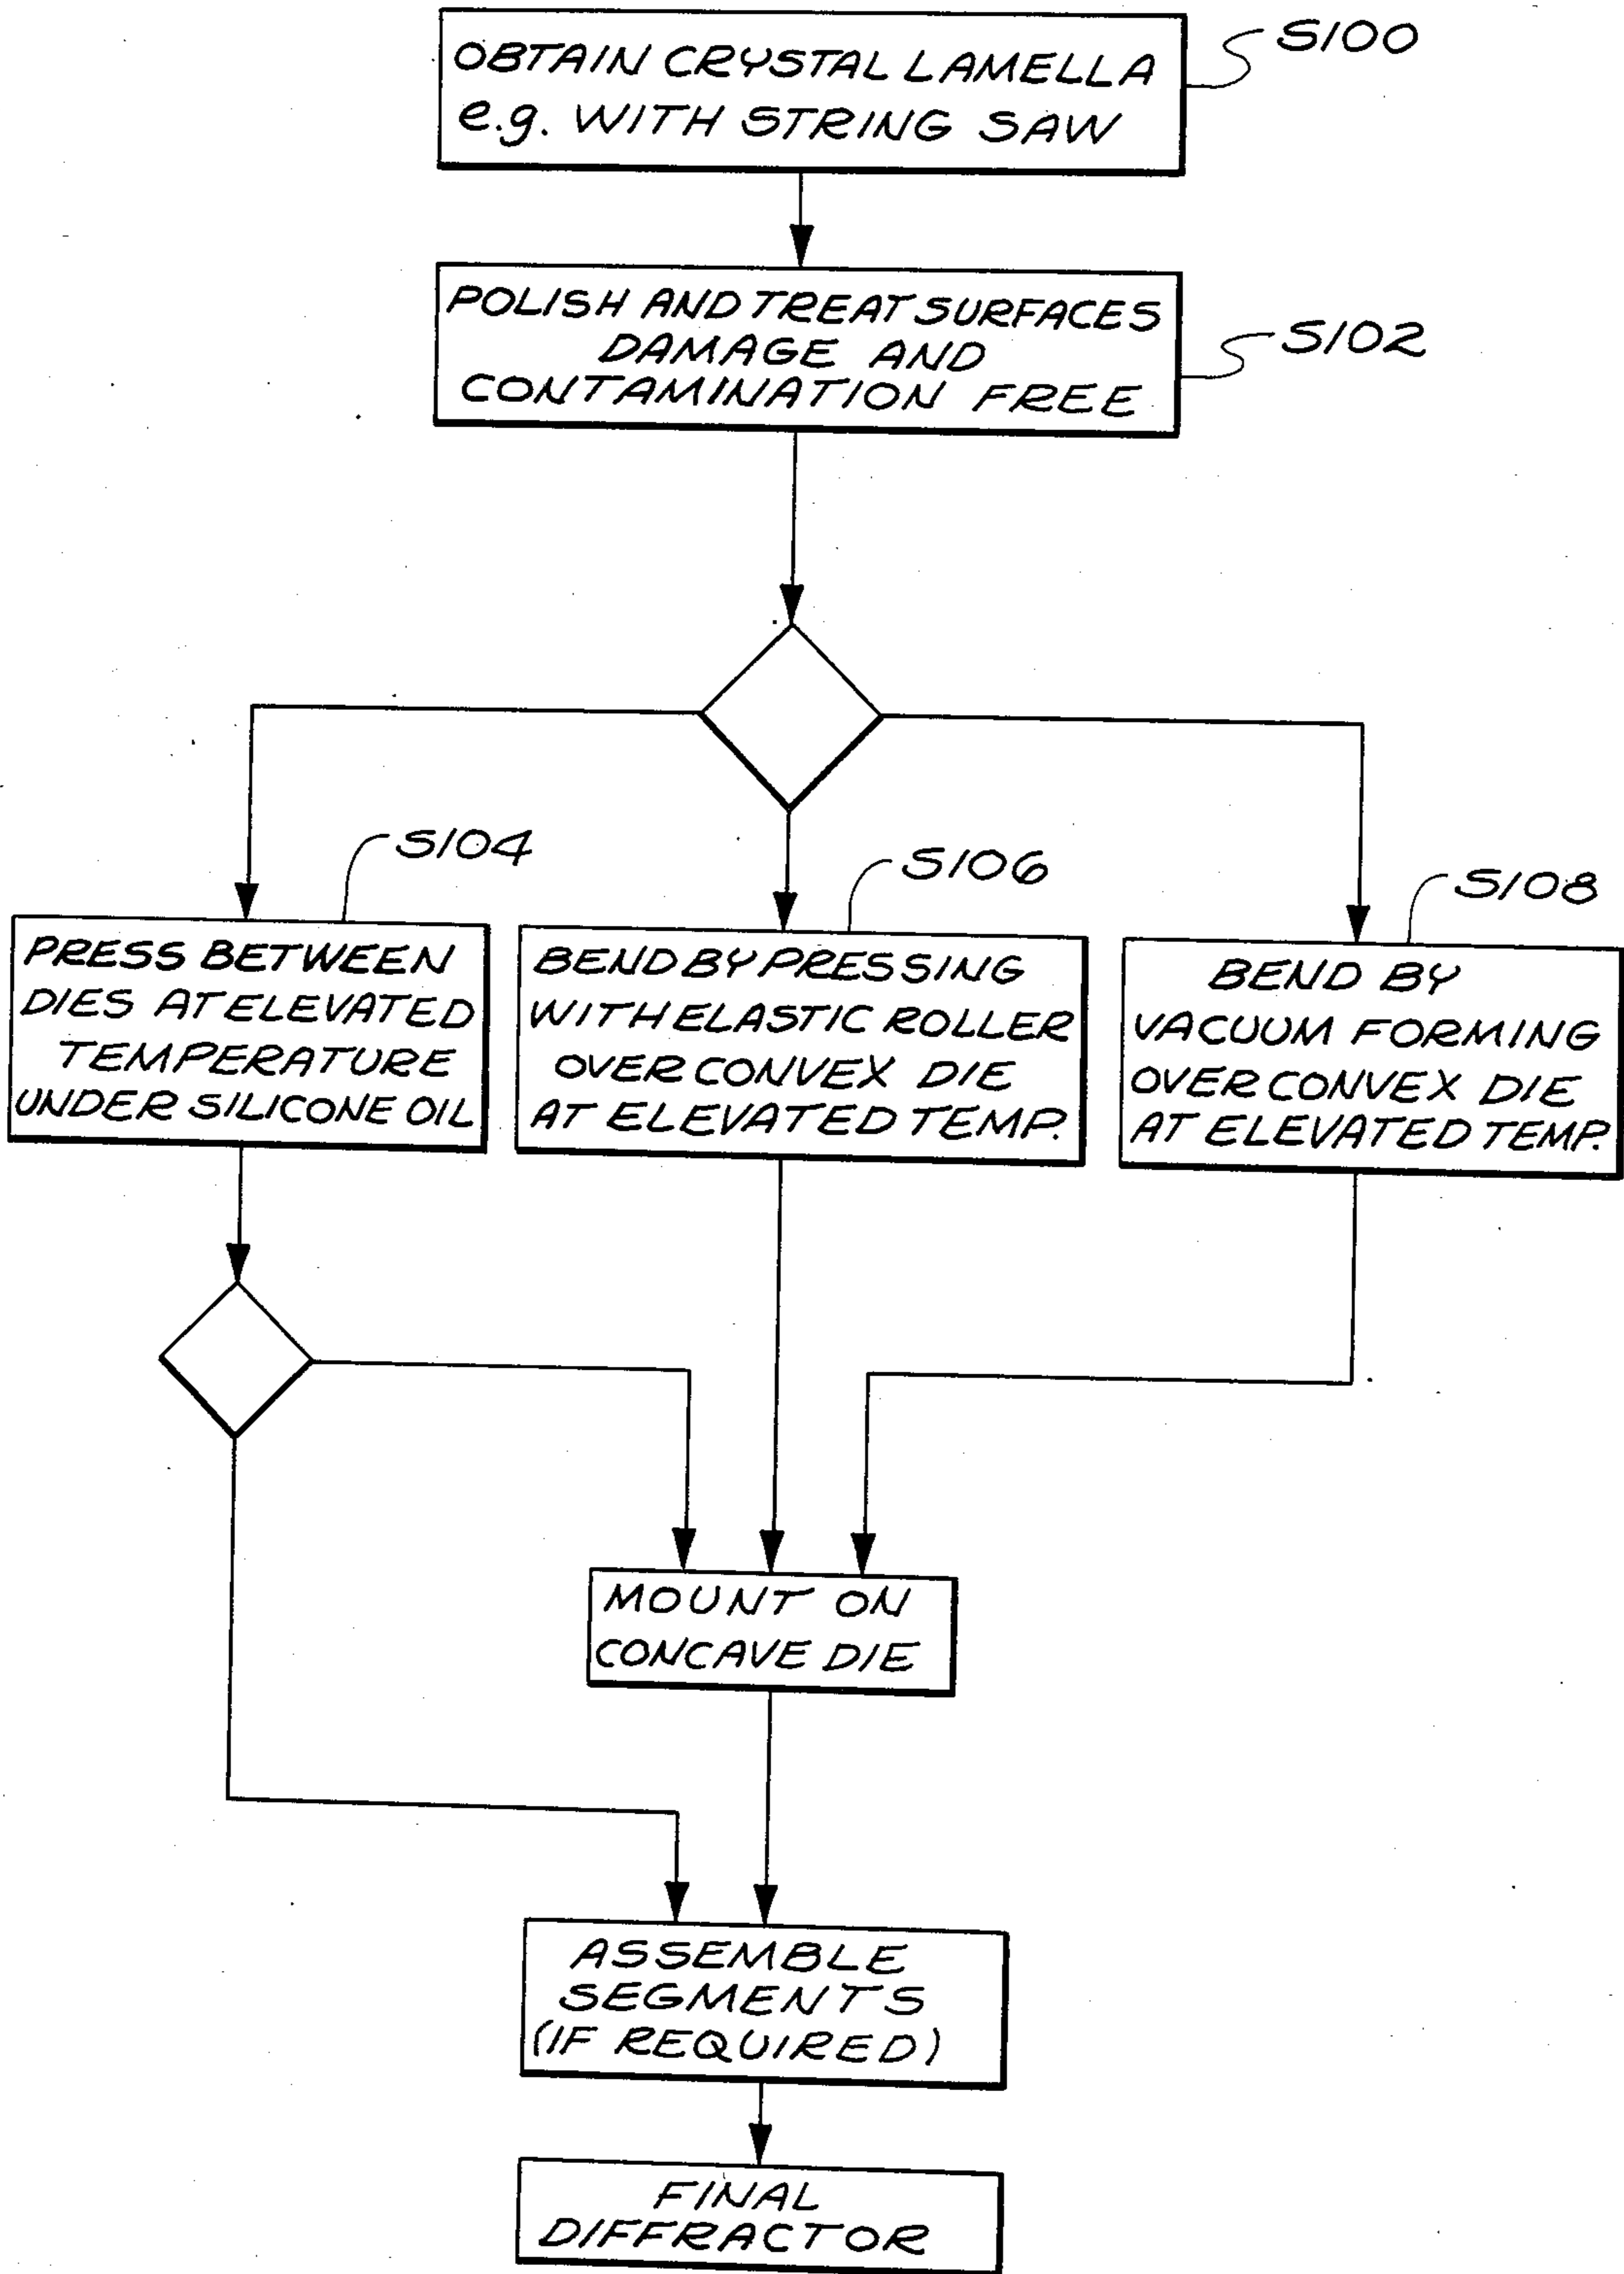 OBTAIN CRYSTAL LAMELLA
e.g. WITH STRING SAW
S100
POLISH AND TREAT SURFACES
DAMAGE AND
CONTAMINATION FREE
S102
S104
PRESS BETWEEN
DIES AT ELEVATED
TEMPERATURE
UNDER SILICONE OIL
S106
BEND BY PRESSING
WITH ELASTIC ROLLER
OVER CONVEX DIE
AT ELEVATED TEMP.
S108
BEND BY
VACUUM FORMING
OVER CONVEX DIE
AT ELEVATED TEMP.
MOUNT ON
CONCAVE DIE
ASSEMBLE
SEGMENTS
(IF REQUIRED)
FINAL
DIFFRACTOR